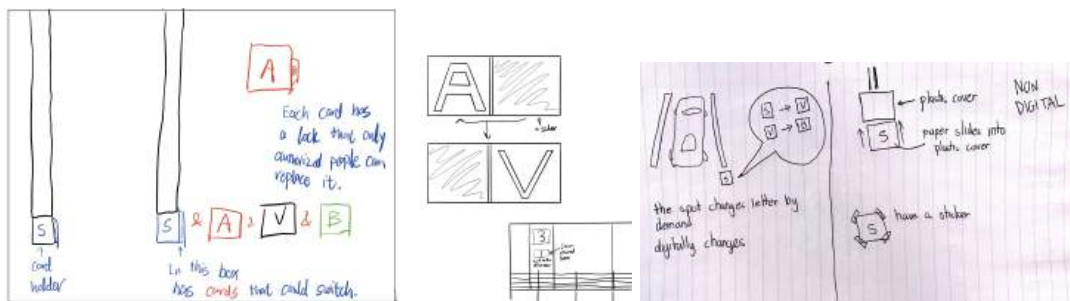 A
Each card has
a lock that only
authorized people can
replace it.
S
S & A & V & B
card
holder
In this box
has cards that could switch.
A
V
3
S → V
V → B
S
the spot changes letter by
demand
digitally changes
NON
DIGITAL
plastic cover
S
paper slides into
plastic cover
S
have a sticker